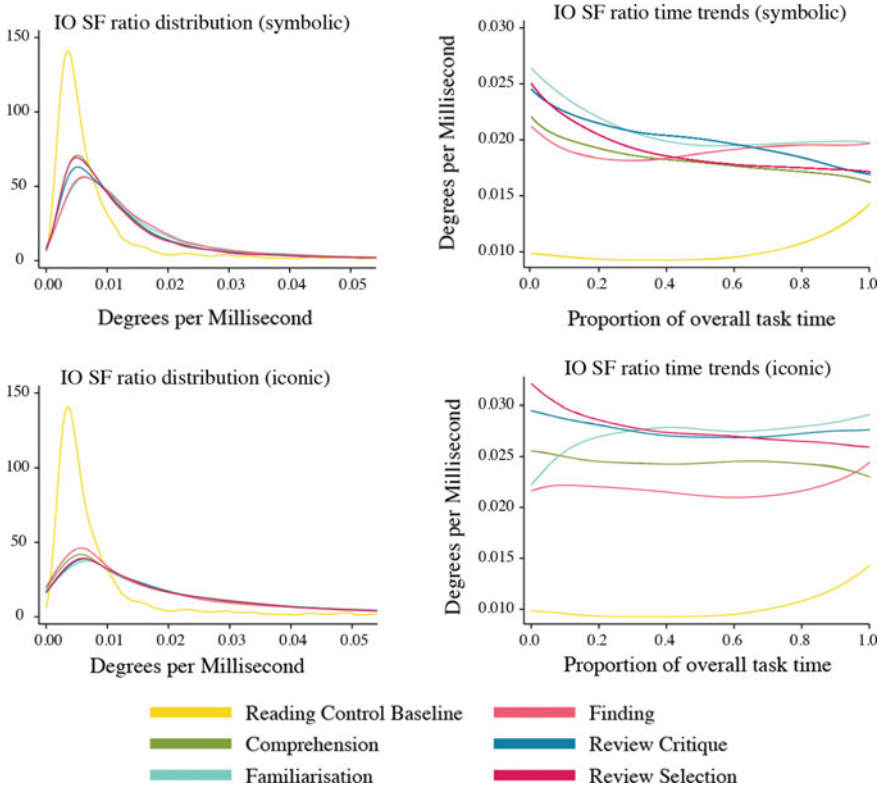 IO SF ratio distribution (symbolic)
150
100
50
0
0.00 0.01 0.02 0.03 0.04 0.05
Degrees per Millisecond
IO SF ratio time trends (symbolic)
0.030
0.025
0.020
0.015
0.010
Degrees per Millisecond
0.0 0.2 0.4 0.6 0.8 1.0
Proportion of overall task time
IO SF ratio distribution (iconic)
150
100
50
0
0.00 0.01 0.02 0.03 0.04 0.05
Degrees per Millisecond
IO SF ratio time trends (iconic)
0.030
0.025
0.020
0.015
0.010
Degrees per Millisecond
0.0 0.2 0.4 0.6 0.8 1.0
Proportion of overall task time
Reading Control Baseline
Comprehension
Familiarisation
Finding
Review Critique
Review Selection